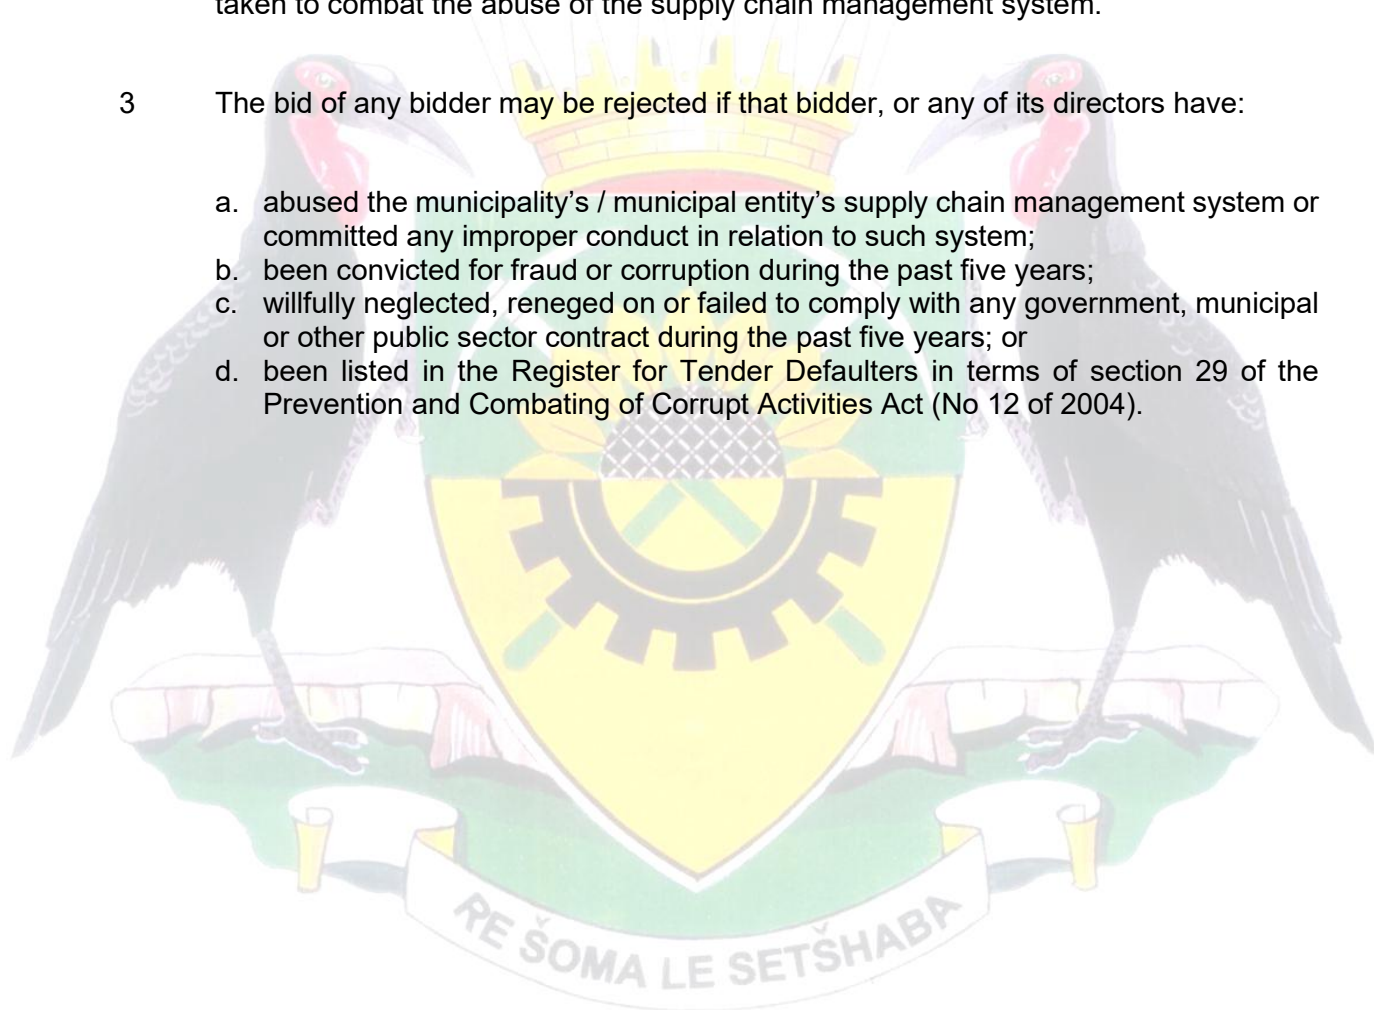 taken to combat the abuse of the supply chain management system.
3 The bid of any bidder may be rejected if that bidder, or any of its directors have:
a. abused the municipality’s / municipal entity’s supply chain management system or
committed any improper conduct in relation to such system;
b. been convicted for fraud or corruption during the past five years;
c. willfully neglected, reneged on or failed to comply with any government, municipal
or other public sector contract during the past five years; or
d. been listed in the Register for Tender Defaulters in terms of section 29 of the
Prevention and Combating of Corrupt Activities Act (No 12 of 2004).
RE ŠOMA LE SETŠHABA